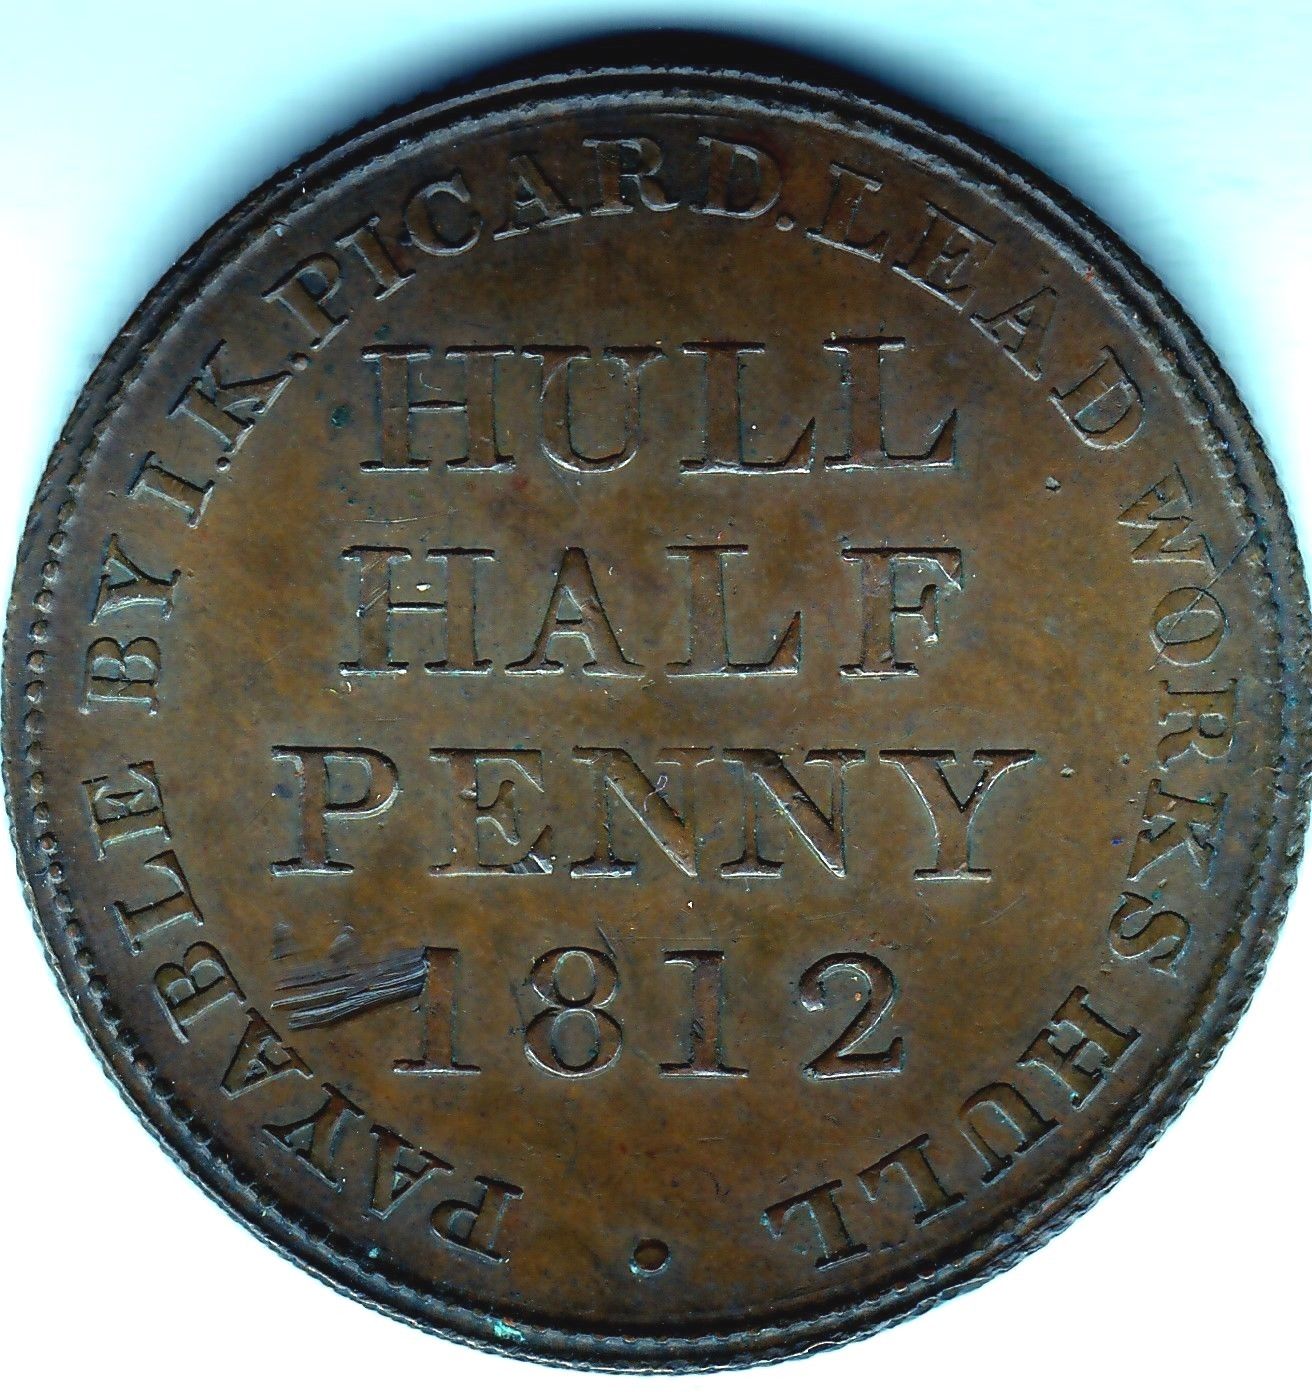 PAYABLE BY I.K.PICARD.LEAD WORKS HULL
HULL
HALF
PENNY
1812